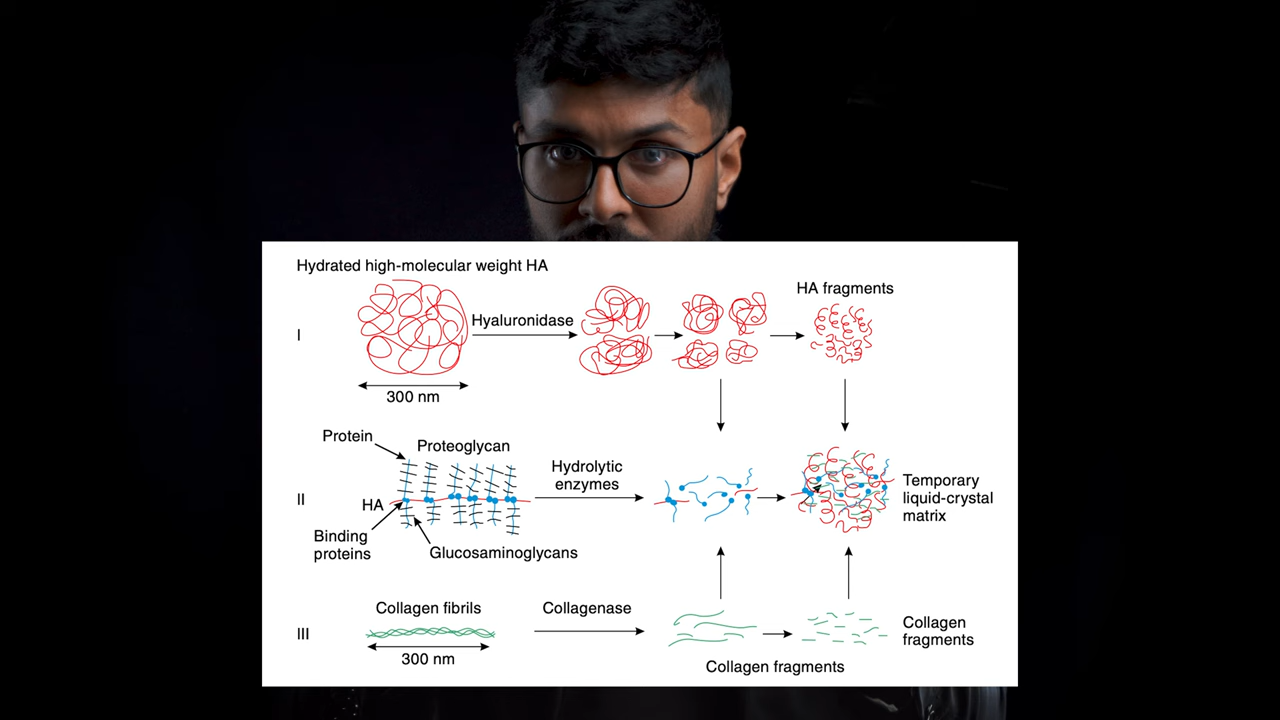 Hydrated high-molecular weight HA
HA fragments
I
Hyaluronidase
300 nm
Protein
Proteoglycan
Hydrolytic
enzymes
II
HA
Temporary
liquid-crystal
matrix
Binding
proteins
Glucosaminoglycans
Collagen fibrils
Collagenase
III
Collagen
fragments
300 nm
Collagen fragments